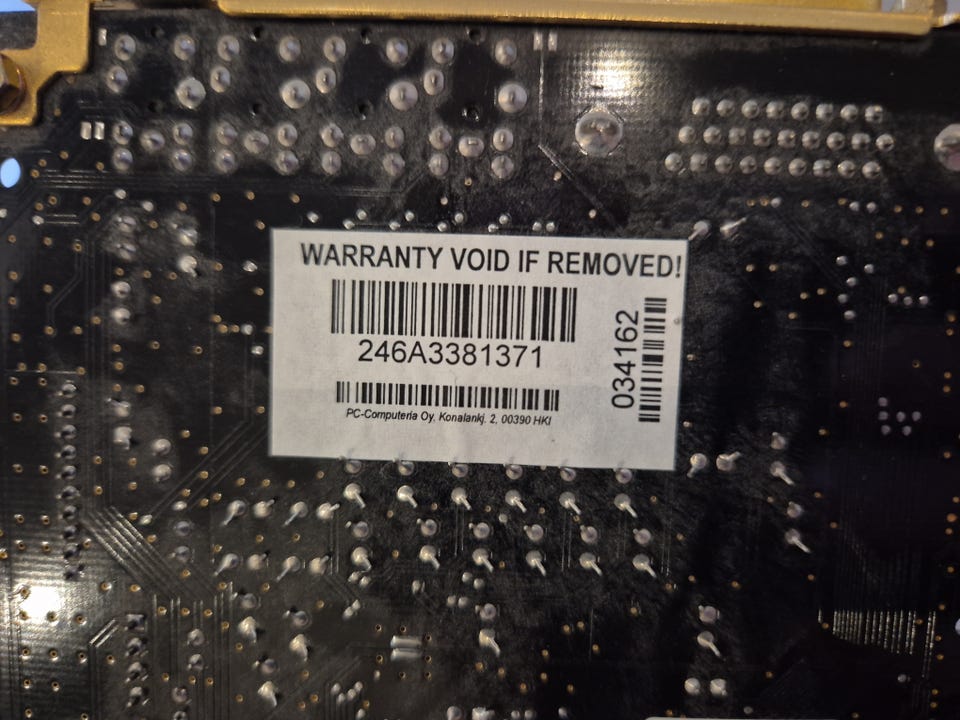 WARRANTY VOID IF REMOVED!
246A3381371
034162
PC-Computeria Oy, Konalankj. 2, 00390 HKI